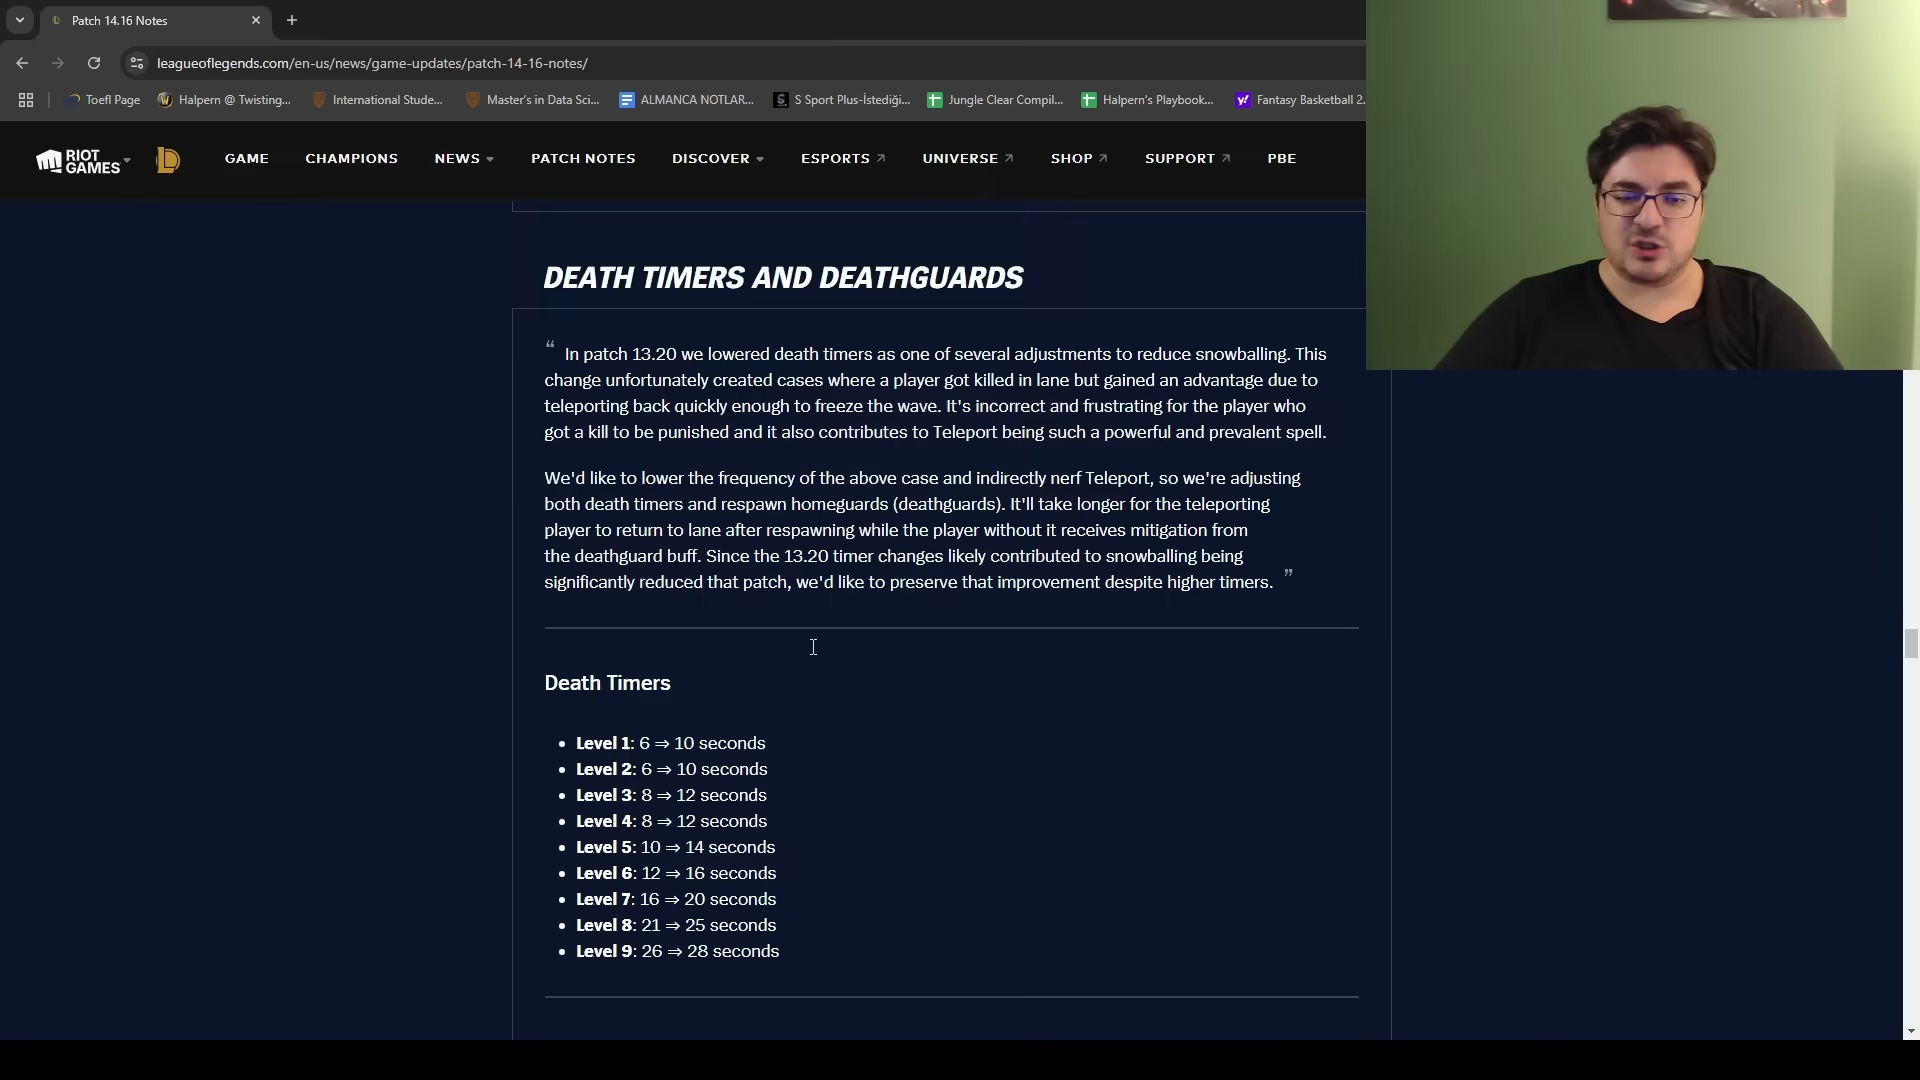 Patch 14.16 Notes
leagueoflegends.com/en-us/news/game-updates/patch-14-16-notes/
Toefl Page
Halpern @ Twisting...
International Stude...
Master's in Data Sci...
ALMANCA NOTLAR...
S Sport Plus-İstediği...
Jungle Clear Compil...
Halpern's Playbook...
Fantasy Basketball 2.
RIOT GAMES
GAME
CHAMPIONS
NEWS
PATCH NOTES
DISCOVER
ESPORTS
UNIVERSE
SHOP
SUPPORT
PBE
DEATH TIMERS AND DEATHGUARDS
“ In patch 13.20 we lowered death timers as one of several adjustments to reduce snowballing. This
change unfortunately created cases where a player got killed in lane but gained an advantage due to
teleporting back quickly enough to freeze the wave. It's incorrect and frustrating for the player who
got a kill to be punished and it also contributes to Teleport being such a powerful and prevalent spell.
We'd like to lower the frequency of the above case and indirectly nerf Teleport, so we're adjusting
both death timers and respawn homeguards (deathguards). It'll take longer for the teleporting
player to return to lane after respawning while the player without it receives mitigation from
the deathguard buff. Since the 13.20 timer changes likely contributed to snowballing being
significantly reduced that patch, we'd like to preserve that improvement despite higher timers. ”
Death Timers
• Level 1: 6 ⇒ 10 seconds
• Level 2: 6 ⇒ 10 seconds
• Level 3: 8 ⇒ 12 seconds
• Level 4: 8 ⇒ 12 seconds
• Level 5: 10 ⇒ 14 seconds
• Level 6: 12 ⇒ 16 seconds
• Level 7: 16 ⇒ 20 seconds
• Level 8: 21 ⇒ 25 seconds
• Level 9: 26 ⇒ 28 seconds